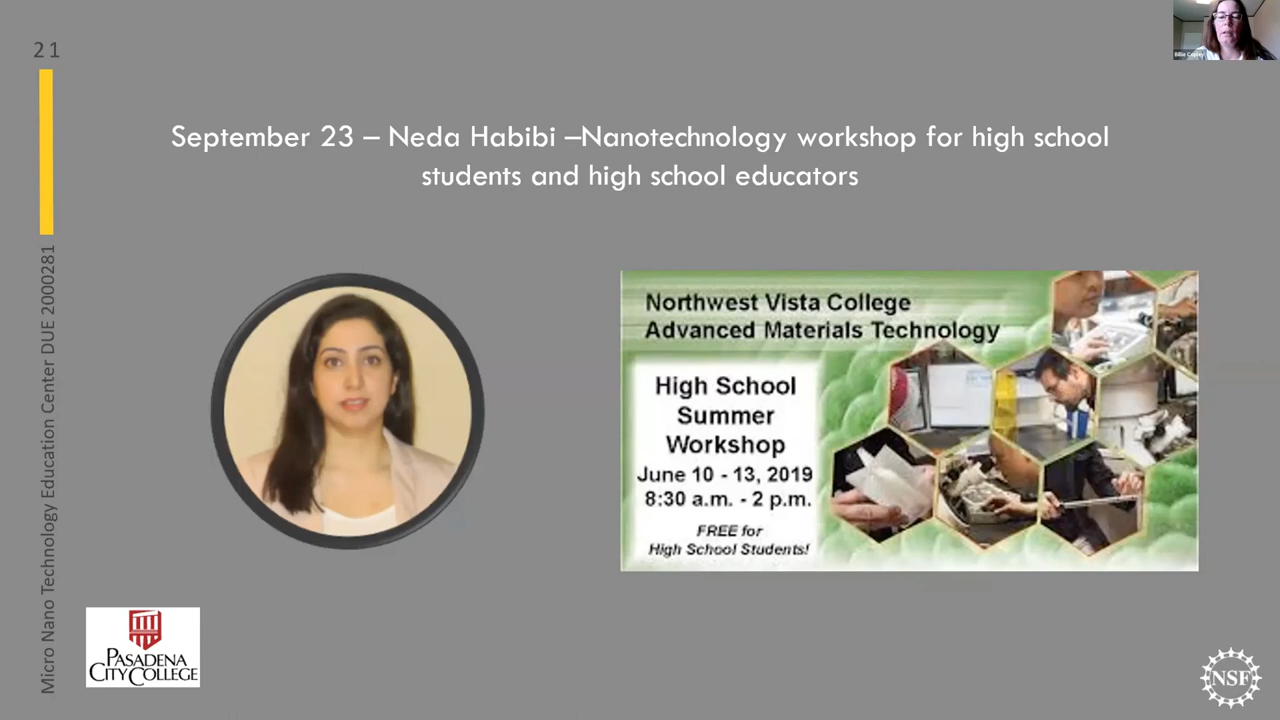 21
Billie Copley
September 23 – Neda Habibi –Nanotechnology workshop for high school
students and high school educators
Micro Nano Technology Education Center DUE 2000281
Northwest Vista College
Advanced Materials Technology
High School
Summer
Workshop
June 10 - 13, 2019
8:30 a.m. - 2 p.m.
FREE for
High School Students!
PASADENA
CITY COLLEGE
NSF